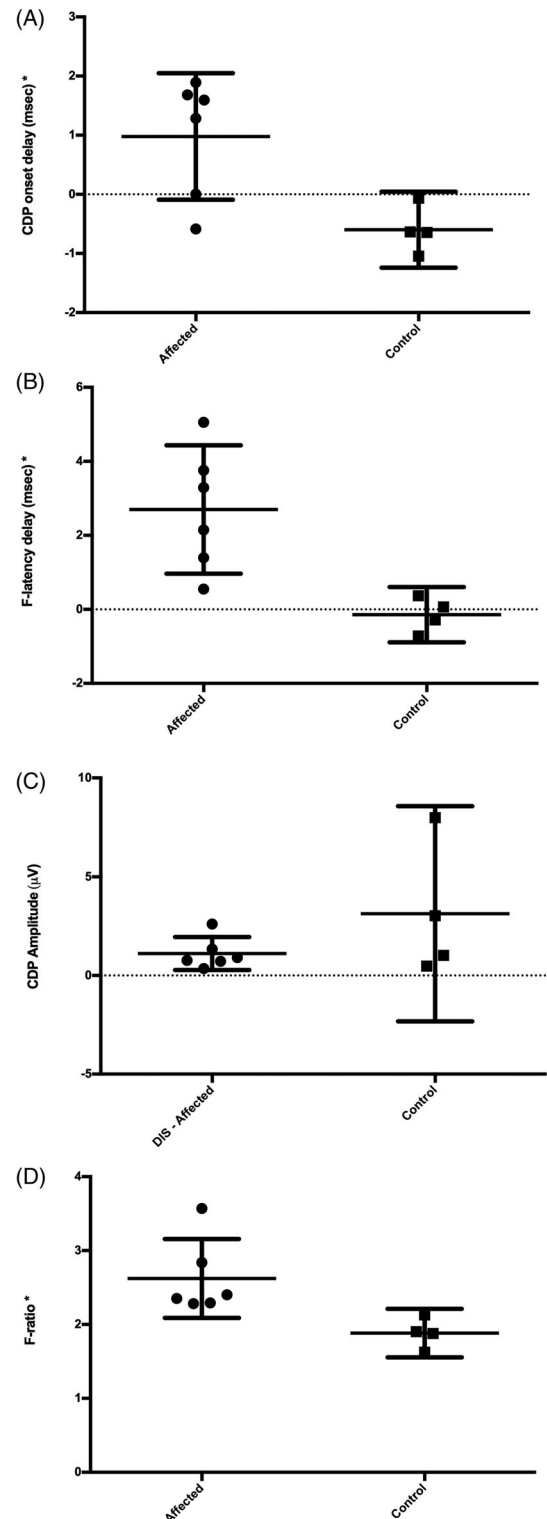 (A)
CDP onset delay (msec) *
3
2
1
0
-1
-2
Affected
Control
(B)
F-latency delay (msec) *
6
4
2
0
-2
Affected
Control
(C)
CDP Amplitude (μV)
10
5
0
-5
DIS - Affected
Control
(D)
F-ratio *
4
3
2
1
0
Affected
Control